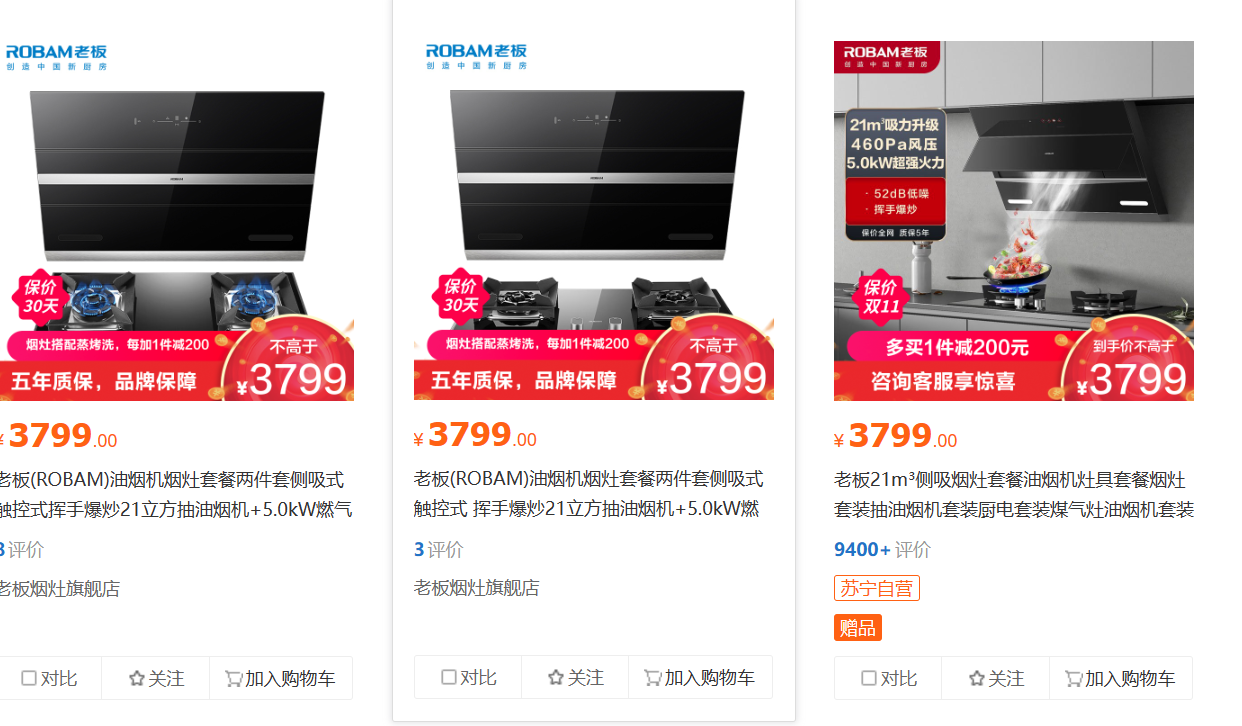 ROBAM老板
创造中国新厨房
保价
30天
烟灶搭配蒸烤洗，每加1件减200
不高于
五年质保，品牌保障
¥3799
¥3799.00
老板(ROBAM)油烟机烟灶套餐两件套侧吸式
触控式挥手爆炒21立方抽油烟机+5.0kW燃气
3评价
老板烟灶旗舰店
对比
关注
加入购物车
ROBAM老板
创造中国新厨房
保价
30天
烟灶搭配蒸烤洗，每加1件减200
不高于
五年质保，品牌保障
¥3799
¥3799.00
老板(ROBAM)油烟机烟灶套餐两件套侧吸式
触控式 挥手爆炒21立方抽油烟机+5.0kW燃
3评价
老板烟灶旗舰店
对比
关注
加入购物车
ROBAM老板
创造中国新厨房
21m³吸力升级
460Pa风压
5.0kW超强火力
· 52dB低噪
· 挥手爆炒
保价全网 质保5年
保价
双11
多买1件减200元
到手价不高于
咨询客服享惊喜
¥3799
¥3799.00
老板21m³侧吸烟灶套餐油烟机灶具套餐烟灶
套装抽油烟机套装厨电套装煤气灶油烟机套装
9400+评价
苏宁自营
赠品
对比
关注
加入购物车